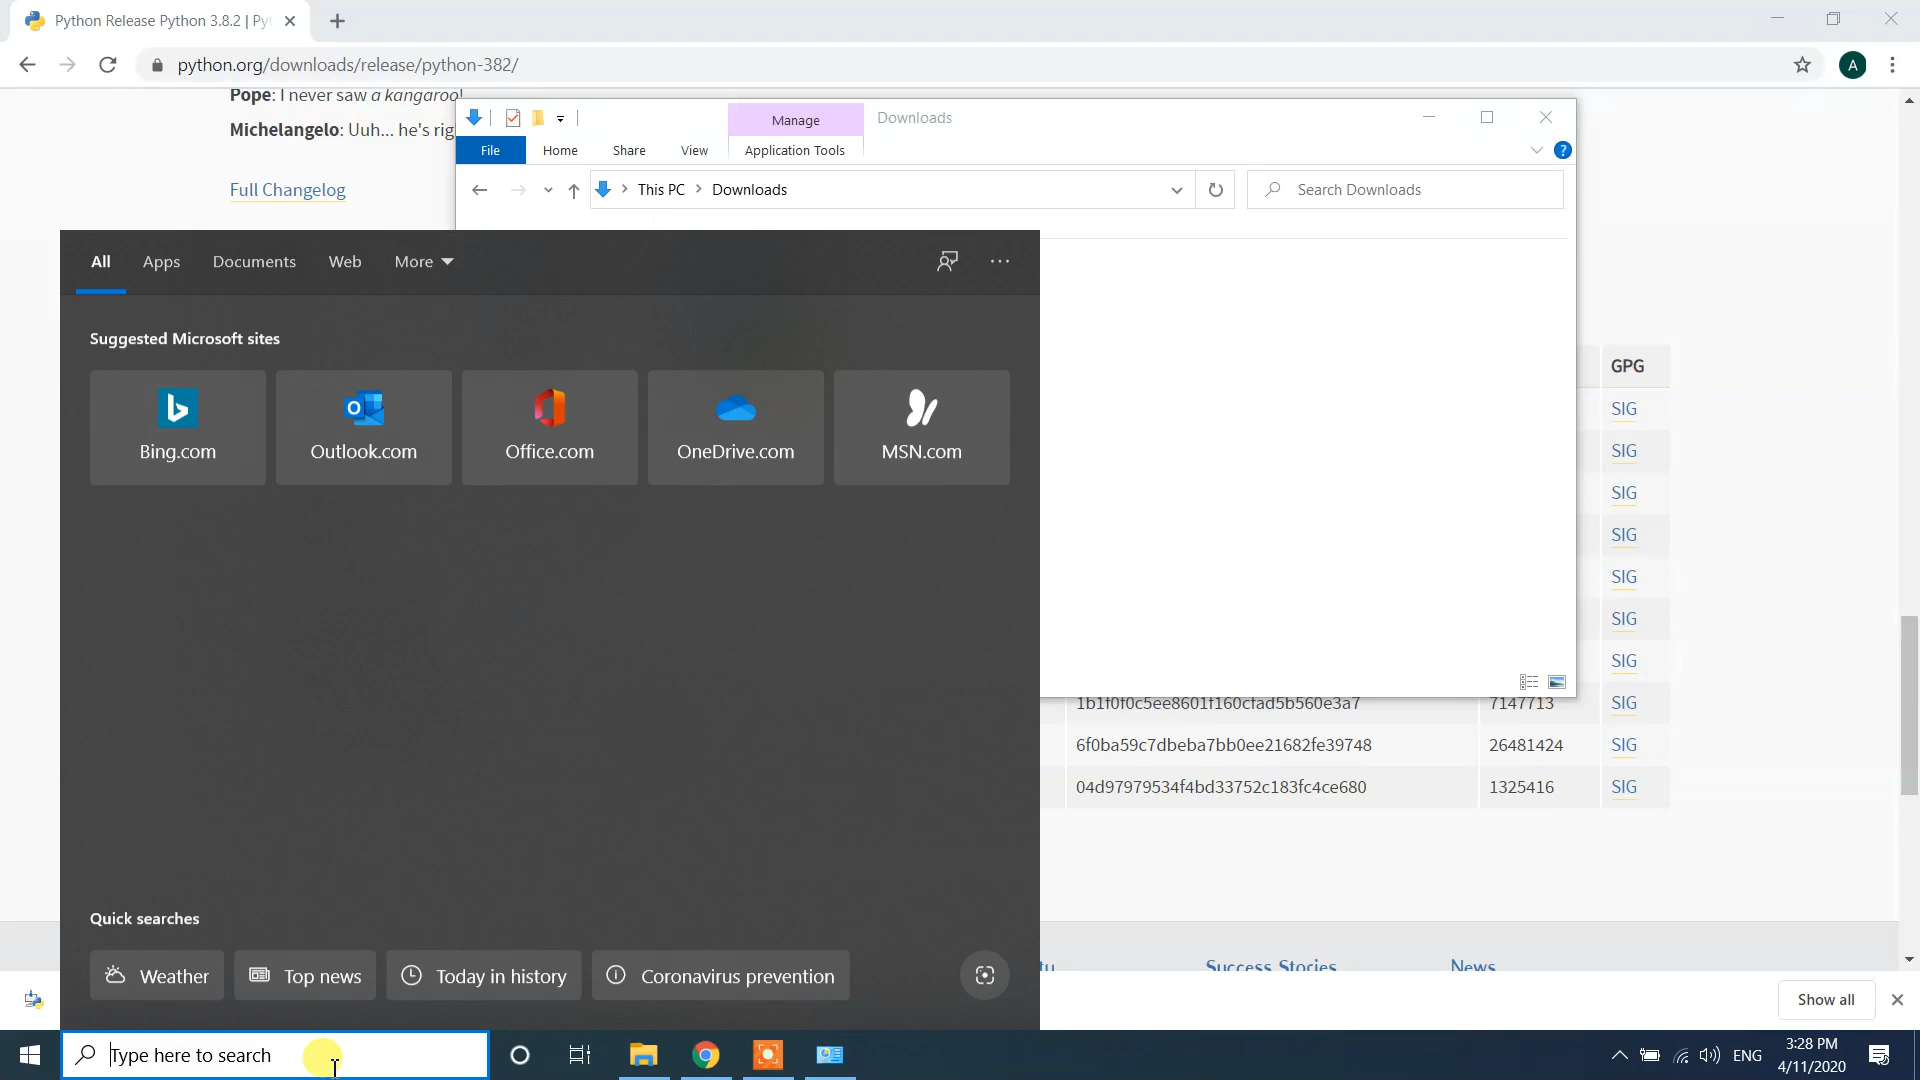 Python Release Python 3.8.2 | Py
python.org/downloads/release/python-382/
Pope: I never saw a kangaroo!
Michelangelo: Uuh... he's rig
Full Changelog
Manage
Downloads
File
Home
Share
View
Application Tools
This PC
Downloads
Search Downloads
All
Apps
Documents
Web
More
Suggested Microsoft sites
Bing.com
Outlook.com
Office.com
OneDrive.com
MSN.com
GPG
SIG
SIG
SIG
SIG
SIG
SIG
SIG
1b1f0f0c5ee8601f160cfad5b560e3a7 7147713 SIG
6f0ba59c7dbeba7bb0ee21682fe39748 26481424 SIG
04d97979534f4bd33752c183fc4ce680 1325416 SIG
Quick searches
Weather
Top news
Today in history
Coronavirus prevention
Success Stories
News
Show all
Type here to search
ENG
3:28 PM
4/11/2020
A